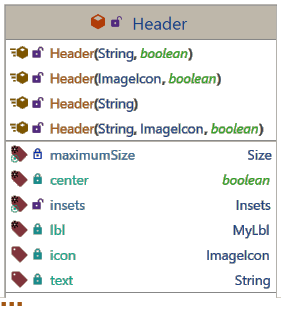 Header
Header(String, boolean)
Header(ImageIcon, boolean)
Header(String)
Header(String, ImageIcon, boolean)
maximumSize Size
center boolean
insets Insets
lbl MyLbl
icon ImageIcon
text String